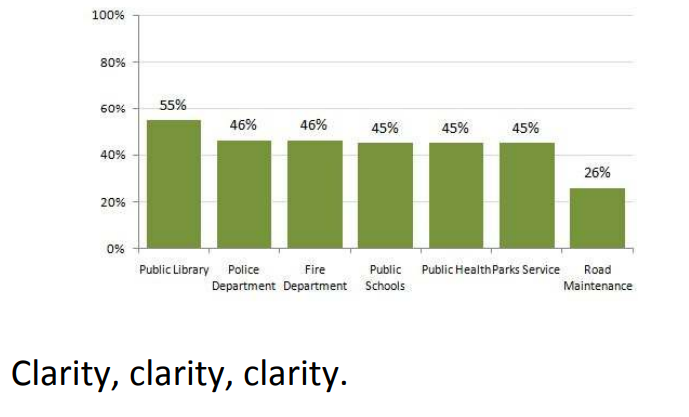 100%
80%
60%
40%
20%
0%
55%
46%
46%
45%
45%
45%
26%
Public Library
Police
Department
Fire
Department
Public
Schools
Public Health
Parks Service
Road
Maintenance
Clarity, clarity, clarity.